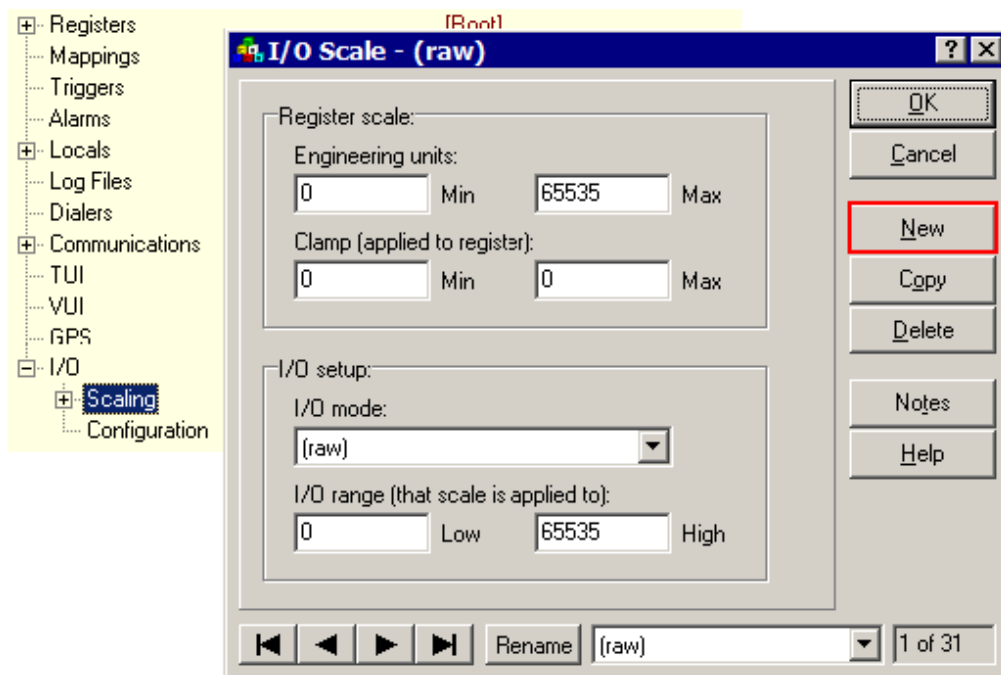 Registers
[Root]
Mappings
Triggers
Alarms
Locals
Log Files
Dialers
Communications
TUI
VUI
GPS
I/O
Scaling
Configuration
I/O Scale - (raw)
Register scale:
Engineering units:
0 Min 65535 Max
Clamp (applied to register):
0 Min 0 Max
I/O setup:
I/O mode:
(raw)
I/O range (that scale is applied to):
0 Low 65535 High
OK
Cancel
New
Copy
Delete
Notes
Help
Rename (raw) 1 of 31